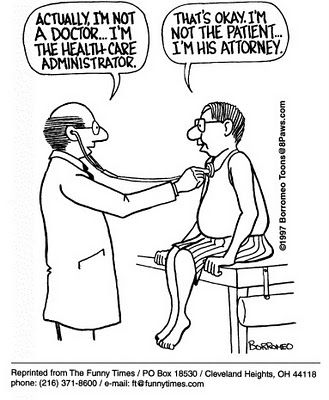 ACTUALLY, I'M NOT
A DOCTOR... I'M
THE HEALTH-CARE
ADMINISTRATOR.
THAT'S OKAY. I'M
NOT THE PATIENT...
I'M HIS ATTORNEY.
©1997 Borromeo Toons@8Paws.com
BORROMEO
Reprinted from The Funny Times / PO Box 18530 / Cleveland Heights, OH 44118
phone: (216) 371-8600 / e-mail: ft@funnytimes.com